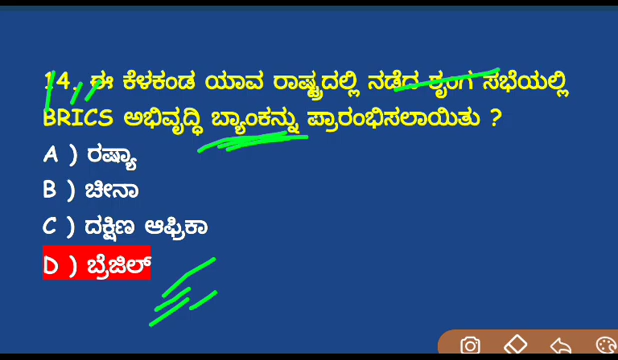 14. ಈ ಕೆಳಕಂಡ ಯಾವ ರಾಷ್ಟ್ರದಲ್ಲಿ ನಡೆದ ಶೃಂಗ ಸಭೆಯಲ್ಲಿ
BRICS ಅಭಿವೃದ್ಧಿ ಬ್ಯಾಂಕನ್ನು ಪ್ರಾರಂಭಿಸಲಾಯಿತು ?
A ) ರಷ್ಯಾ
B ) ಚೀನಾ
C ) ದಕ್ಷಿಣ ಆಫ್ರಿಕಾ
D ) ಬ್ರೆಜಿಲ್